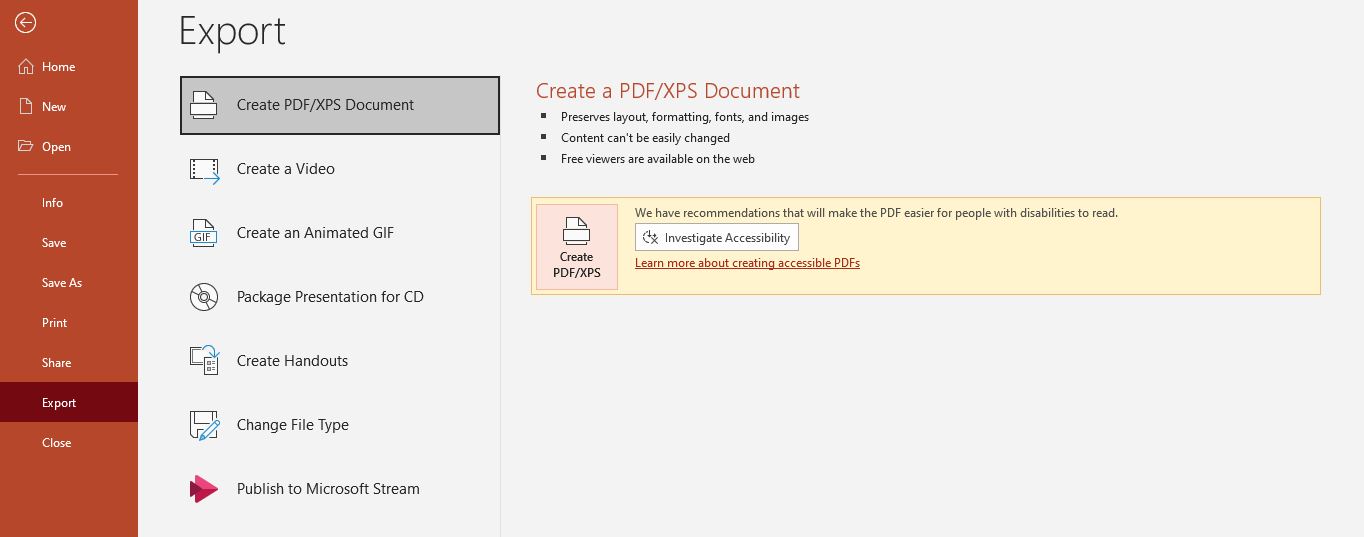 Export
Home
New
Open
Info
Save
Save As
Print
Share
Export
Close
Create PDF/XPS Document
Create a Video
GIF
Create an Animated GIF
Package Presentation for CD
Create Handouts
Change File Type
Publish to Microsoft Stream
Create a PDF/XPS Document
Preserves layout, formatting, fonts, and images
Content can't be easily changed
Free viewers are available on the web
Create
PDF/XPS
We have recommendations that will make the PDF easier for people with disabilities to read.
Investigate Accessibility
Learn more about creating accessible PDFs